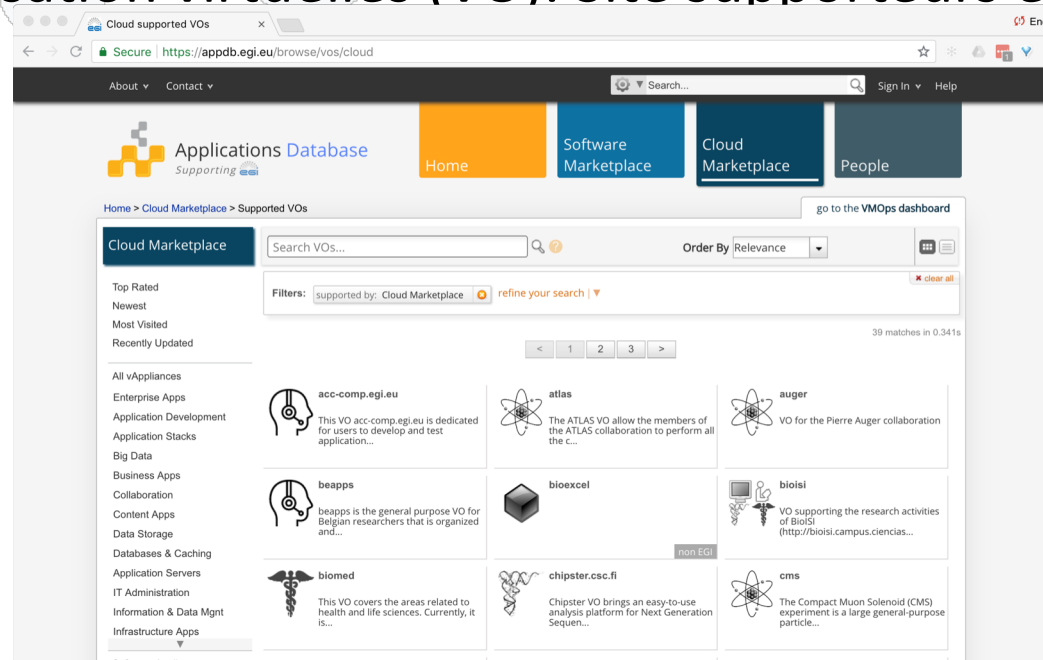 Virtuelles (VO): site supporteurs
Cloud supported VOs
Secure https://appdb.egi.eu/browse/vos/cloud
1
About Contact Search... Sign In Help
Applications Database
Supporting egi
Home
Software Marketplace
Cloud Marketplace
People
Home > Cloud Marketplace > Supported VOs
go to the VMOps dashboard
Cloud Marketplace
Search VOs...
Order By Relevance
Filters: supported by: Cloud Marketplace refine your search |
clear all
39 matches in 0.341s
< 1 2 3 >
Top Rated
Newest
Most Visited
Recently Updated
All vAppliances
Enterprise Apps
Application Development
Application Stacks
Big Data
Business Apps
Collaboration
Content Apps
Data Storage
Databases & Caching
Application Servers
IT Administration
Information & Data Mgnt
Infrastructure Apps
acc-comp.egi.eu
This VO acc-comp.egi.eu is dedicated
for users to develop and test
application...
atlas
The ATLAS VO allow the members of
the ATLAS collaboration to perform all
the c...
auger
VO for the Pierre Auger collaboration
beapps
beapps is the general purpose VO for
Belgian researchers that is organized
and...
bioexcel
non EGI
bioisi
VO supporting the research activities
of BioISI
(http://bioisi.campus.ciencias...
biomed
This VO covers the areas related to
health and life sciences. Currently, it
is...
chipster.csc.fi
Chipster VO brings an easy-to-use
analysis platform for Next Generation
Sequen...
cms
The Compact Muon Solenoid (CMS)
experiment is a large general-purpose
particle...